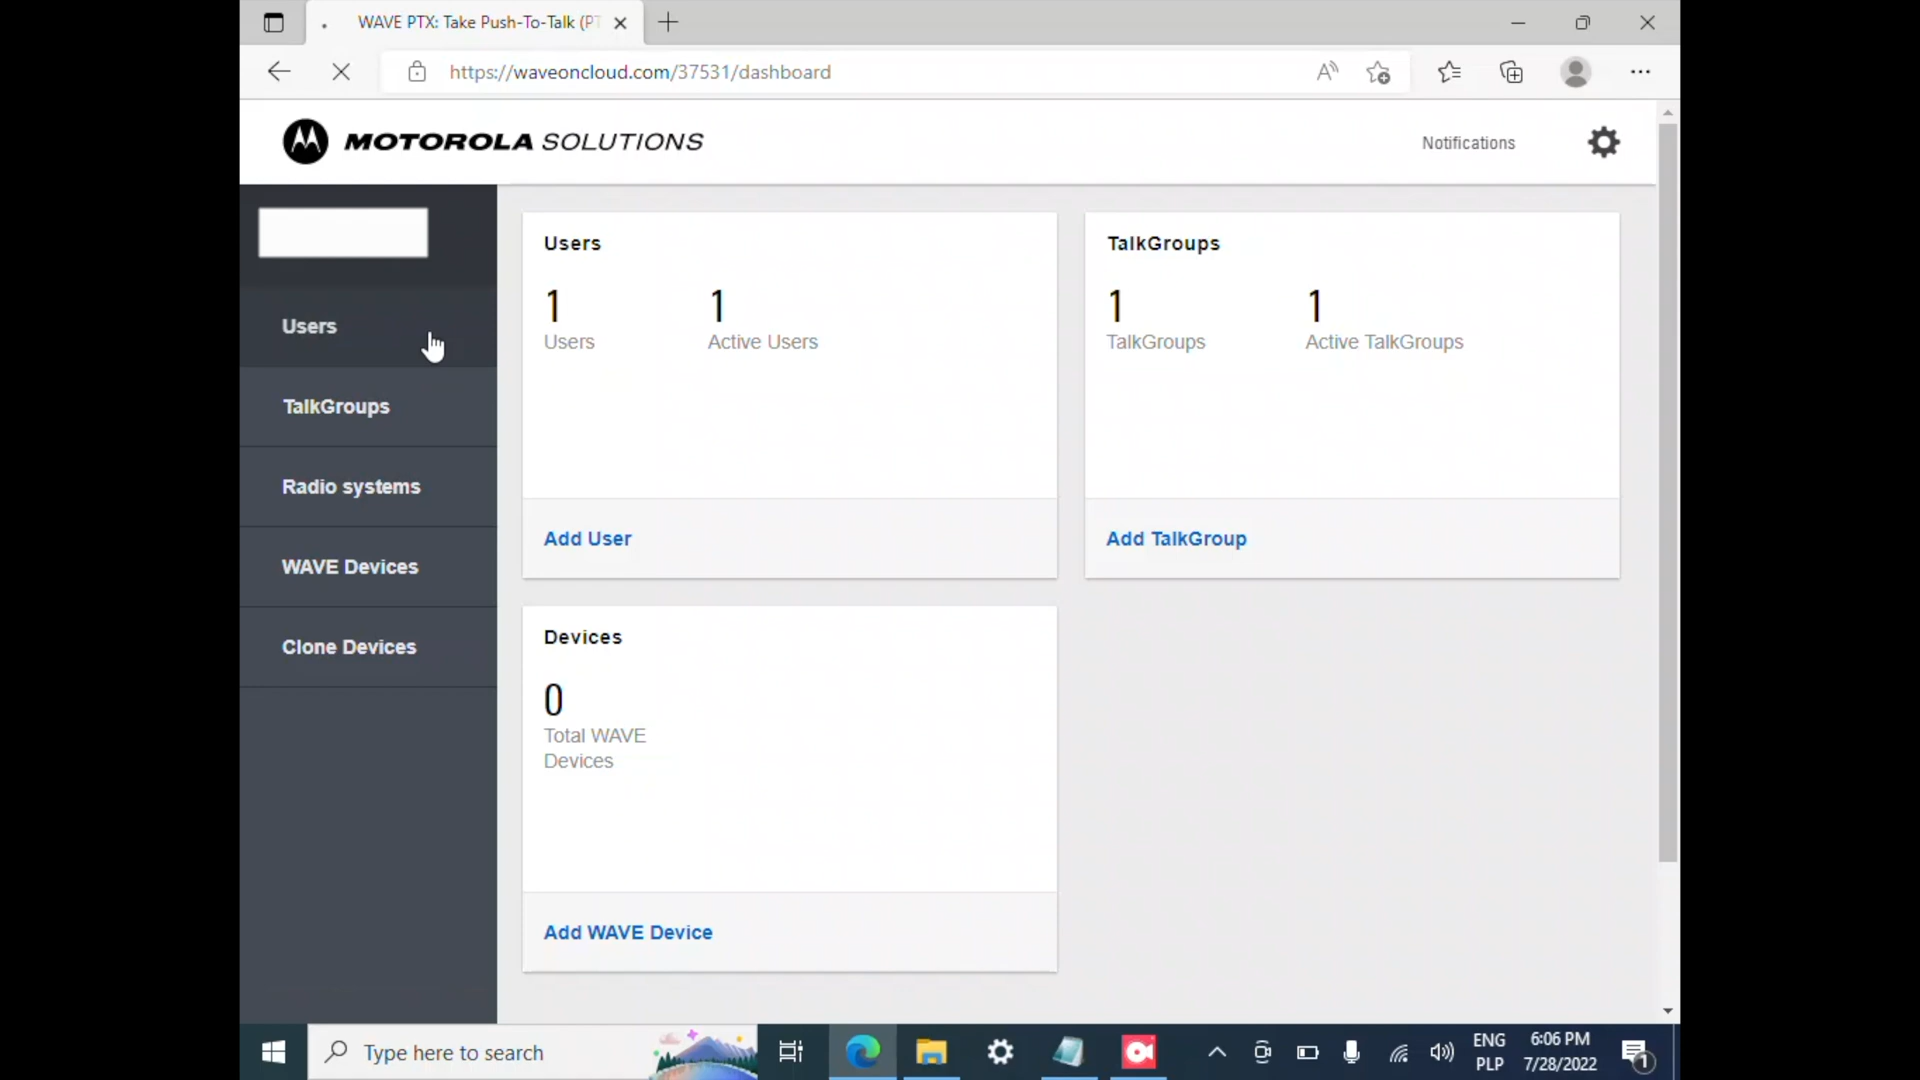 WAVE PTX: Take Push-To-Talk (PT
https://waveoncloud.com/37531/dashboard
MOTOROLA SOLUTIONS
Notifications
Users
TalkGroups
Radio systems
WAVE Devices
Clone Devices
Users
1 1
Users Active Users
Add User
TalkGroups
1 1
TalkGroups Active TalkGroups
Add TalkGroup
Devices
0
Total WAVE
Devices
Add WAVE Device
Type here to search
ENG
PLP
6:06 PM
7/28/2022
1